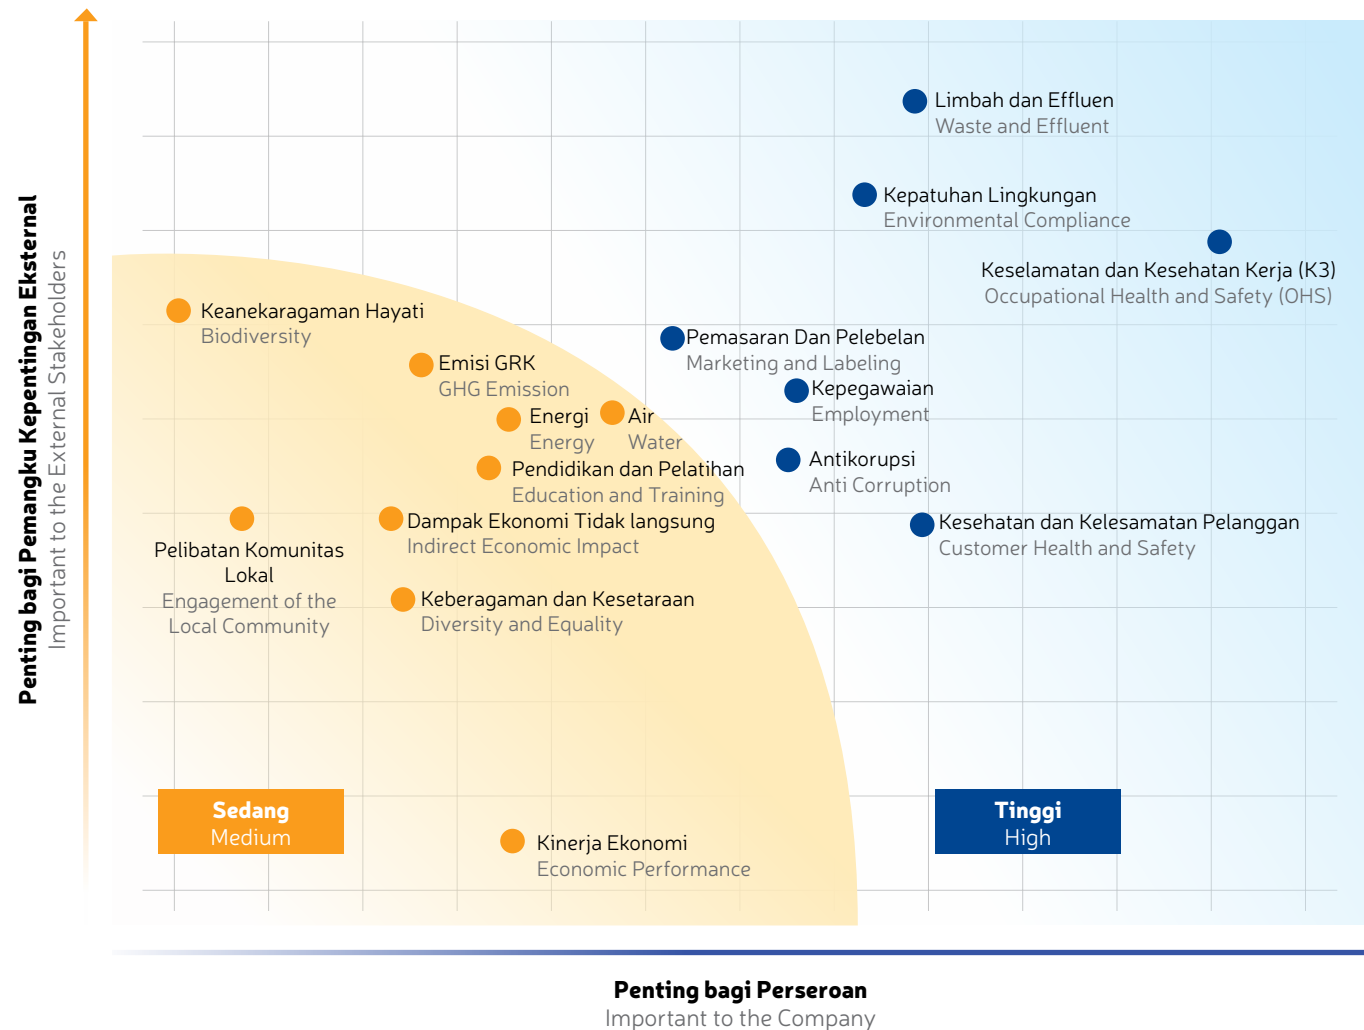 Penting bagi Pemangku Kepentingan Eksternal
Important to the External Stakeholders
Limbah dan Effluen
Waste and Effluent
Kepatuhan Lingkungan
Environmental Compliance
Keselamatan dan Kesehatan Kerja (K3)
Occupational Health and Safety (OHS)
Keanekaragaman Hayati
Biodiversity
Pemasaran Dan Pelebelan
Marketing and Labeling
Emisi GRK
GHG Emission
Kepegawaian
Employment
Energi
Energy
Air
Water
Antikorupsi
Anti Corruption
Pendidikan dan Pelatihan
Education and Training
Dampak Ekonomi Tidak langsung
Indirect Economic Impact
Kesehatan dan Kelesamatan Pelanggan
Customer Health and Safety
Pelibatan Komunitas
Lokal
Engagement of the
Local Community
Keberagaman dan Kesetaraan
Diversity and Equality
Sedang
Medium
Tinggi
High
Kinerja Ekonomi
Economic Performance
Penting bagi Perseroan
Important to the Company